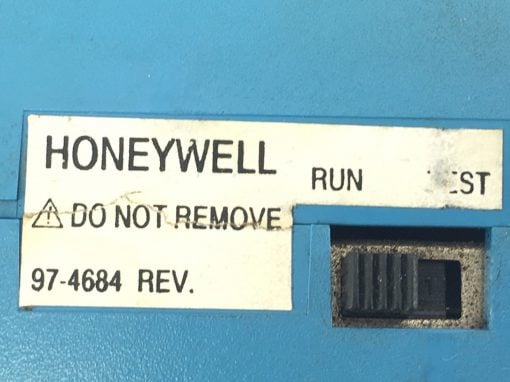 HONEYWELL
RUN
DO NOT REMOVE
97-4684 REV.